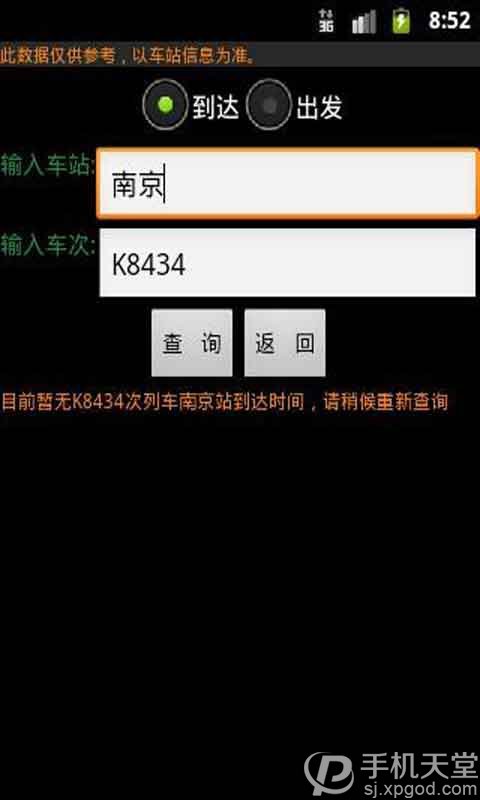 3G 8:52
此数据仅供参考，以车站信息为准。
到达 出发
输入车站: 南京
输入车次: K8434
查 询 返 回
目前暂无K8434次列车南京站到达时间，请稍候重新查询
手机天堂
sj.xpgod.com